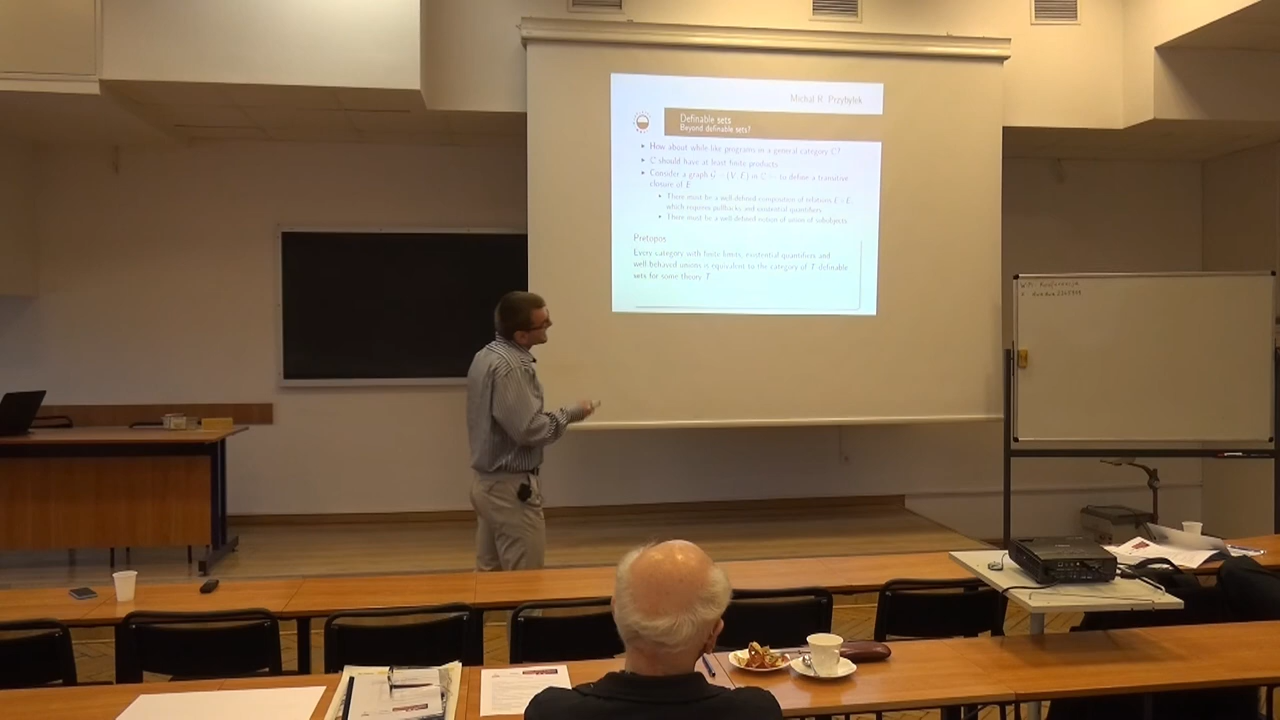 Michał R. Przybyłek
Definable sets
Beyond definable sets?
How about while like programs in a general category C?
C should have at least finite products
Consider a graph G = (V, E) in C — to define a transitive
closure of E
There must be a well-defined composition of relations E ∘ E,
which requires pullbacks and existential quantifiers
There must be a well-defined notion of union of subobjects
Pretopos
Every category with finite limits, existential quantifiers and
well behaved unions is equivalent to the category of T definable
sets for some theory T.